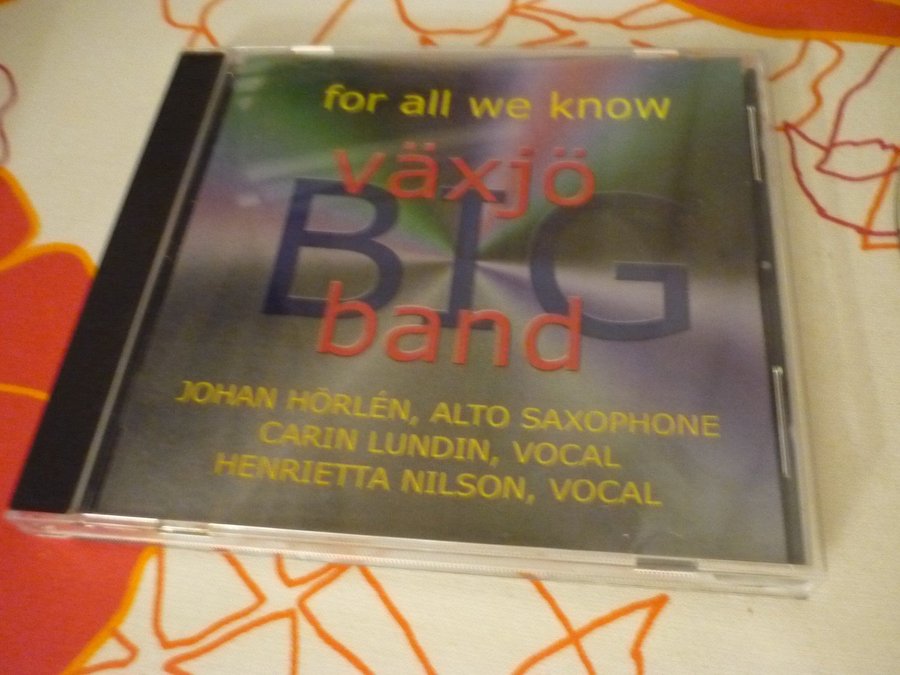 for all we know
växjö
BIG
band
JOHAN HÖRLÉN, ALTO SAXOPHONE
CARIN LUNDIN, VOCAL
HENRIETTA NILSON, VOCAL